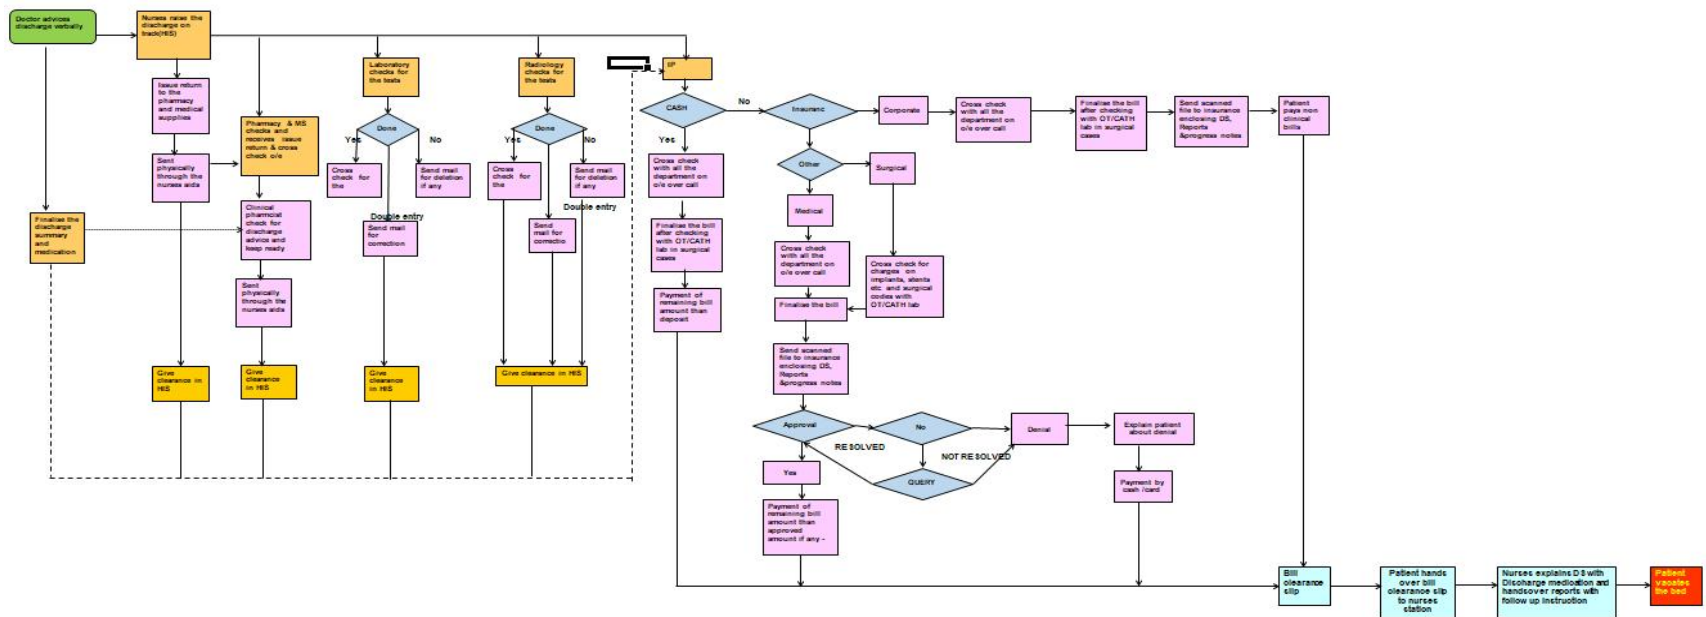 Doctor advices
discharge verbally
Nurses raise the
discharge on
track(HIS)
Issue return
to the
pharmacy and
medical
supplies
Sent
physically
through the
nurses aids
Pharmacy & MS
checks and
receives issue
return & cross
check o/e
Clinical
pharmcist
check for
discharge
advice and
keep ready
Sent
physically
through the
nurses aids
Finalise the
discharge
summary
and
medication
Give
clearance in
HIS
Give
clearance
in HIS
Laboratory
checks for
the tests
Done
Yes
No
Cross
check for
the
Send mail
for deletion
if any
Double entry
Send mail
for
correction
Give
clearance
in HIS
Radiology
checks for
the tests
Done
Yes
No
Cross
check for
the
Send mail
for deletion
if any
Double entry
Send
mail for
correctio
Give clearance in HIS
IP
CASH
No
Yes
Cross check
with all the
department on
o/e over call
Finalise the bill
after checking
with OT/CATH
lab in surgical
cases
Payment of
remaining bill
amount than
deposit
Insuranc
Corporate
Cross check
with all the
department on
o/e over call
Finalise the bill
after checking
with OT/CATH
lab in surgical
cases
Send scanned
file to insurance
enclosing DS,
Reports
&progress notes
Patient
pays non
clinical
bills
Other
Surgical
Medical
Cross check
with all the
department on
o/e over call
Cross check for
charges on
implants, stents
etc and surgical
codes with
OT/CATH lab
Finalise the bill
Send scanned
file to insurance
enclosing DS,
Reports
&progress notes
Approval
No
Denial
Explain patient
about denial
RESOLVED
NOT RESOLVED
QUERY
Yes
Payment by
cash /card
Payment of
remaining bill
amount than
approved
amount if any -
Bill
clearance
slip
Patient hands
over bill
clearance slip
to nurses
station
Nurses explains DS with
Discharge medication and
handsover reports with
follow up instruction
Patient
vacates
the bed